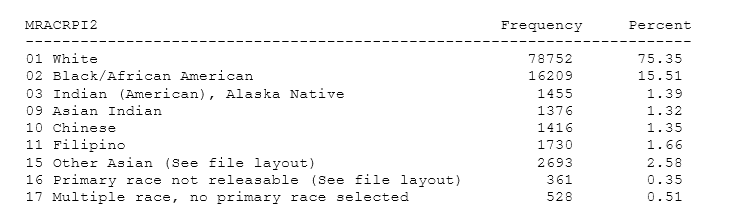 MRACRPI2 Frequency Percent
--------------------------------------------------------------------------
01 White 78752 75.35
02 Black/African American 16209 15.51
03 Indian (American), Alaska Native 1455 1.39
09 Asian Indian 1376 1.32
10 Chinese 1416 1.35
11 Filipino 1730 1.66
15 Other Asian (See file layout) 2693 2.58
16 Primary race not releasable (See file layout) 361 0.35
17 Multiple race, no primary race selected 528 0.51